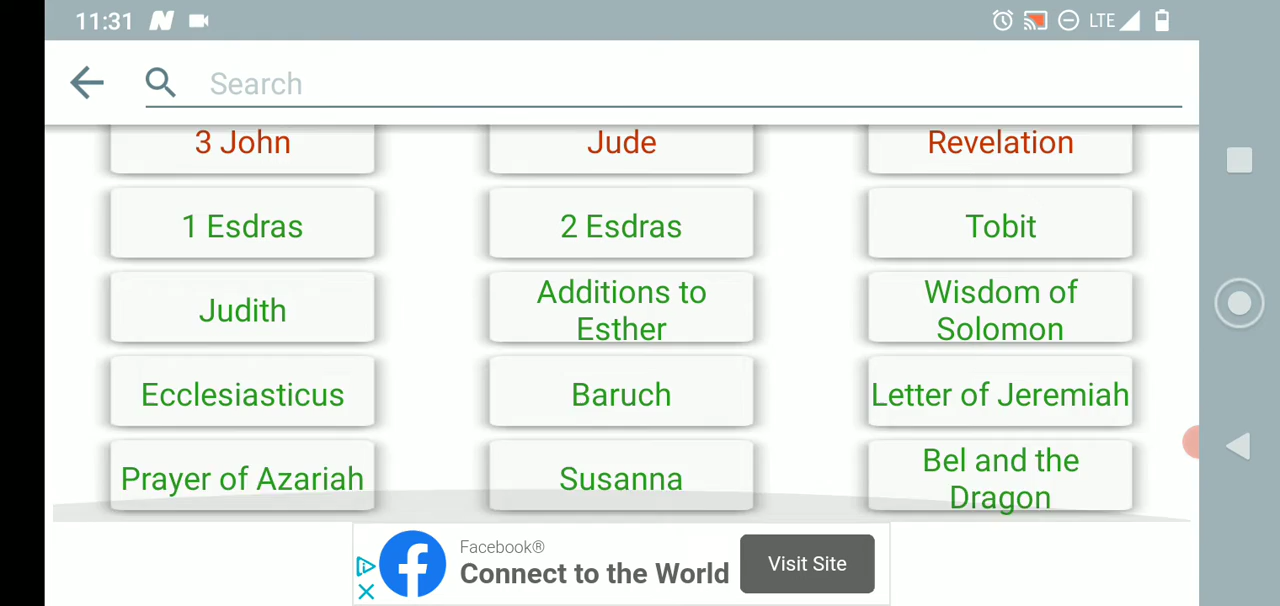 11:31
LTE
Search
3 John
Jude
Revelation
1 Esdras
2 Esdras
Tobit
Judith
Additions to
Esther
Wisdom of
Solomon
Ecclesiasticus
Baruch
Letter of Jeremiah
Prayer of Azariah
Susanna
Bel and the
Dragon
Facebook®
Connect to the World
Visit Site